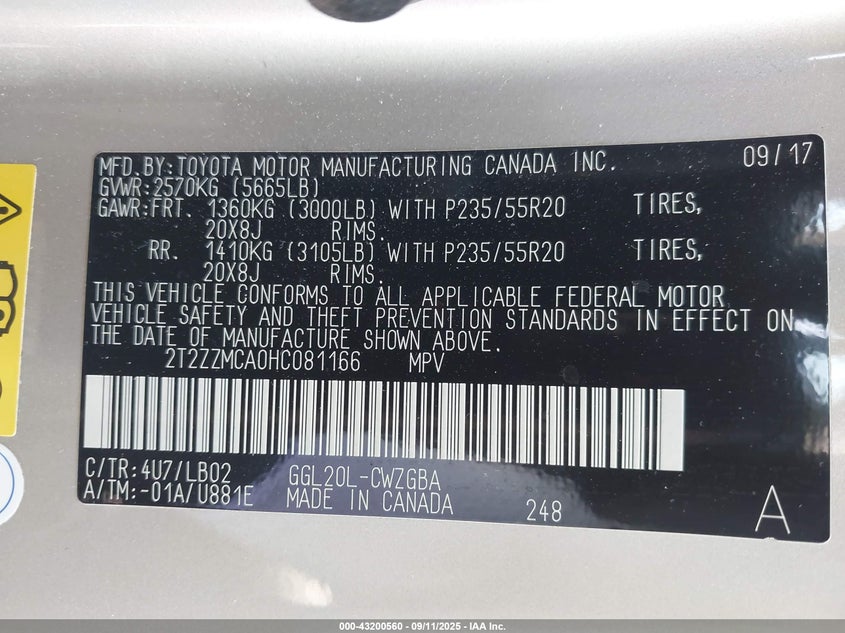 MFD.BY:TOYOTA MOTOR MANUFACTURING CANADA INC. 09/17
GVWR:2570KG (5665LB)
GAWR:FRT. 1360KG (3000LB) WITH P235/55R20 TIRES,
20X8J RIMS.
RR. 1410KG (3105LB) WITH P235/55R20 TIRES,
20X8J RIMS.
THIS VEHICLE CONFORMS TO ALL APPLICABLE FEDERAL MOTOR
VEHICLE SAFETY AND THEFT PREVENTION STANDARDS IN EFFECT ON
THE DATE OF MANUFACTURE SHOWN ABOVE.
2T2ZZMCA0HC081166 MPV
C/TR:4U7/LB02 GGL20L-CWZGBA
A/TM:-01A/U881E MADE IN CANADA 248 A
000-43200560 - 09/11/2025 - IAA Inc.